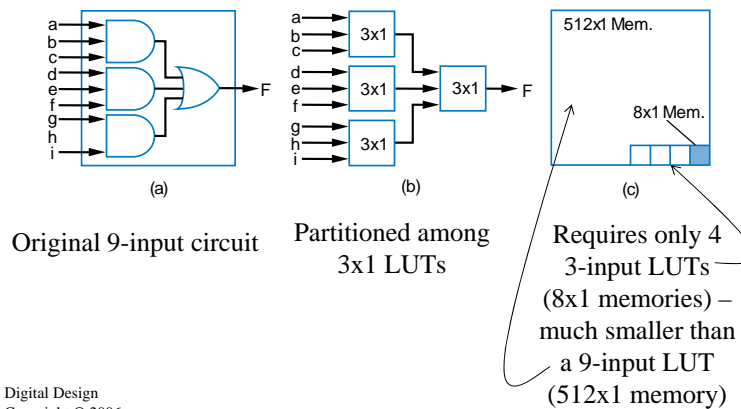 a
b
c
d
e
f
g
h
i
F
(a)
a
b
c
d
e
f
g
h
i
3x1
3x1
3x1
3x1
F
(b)
512x1 Mem.
8x1 Mem.
(c)
Original 9-input circuit
Partitioned among
3x1 LUTs
Requires only 4
3-input LUTs
(8x1 memories) –
much smaller than
a 9-input LUT
(512x1 memory)
Digital Design